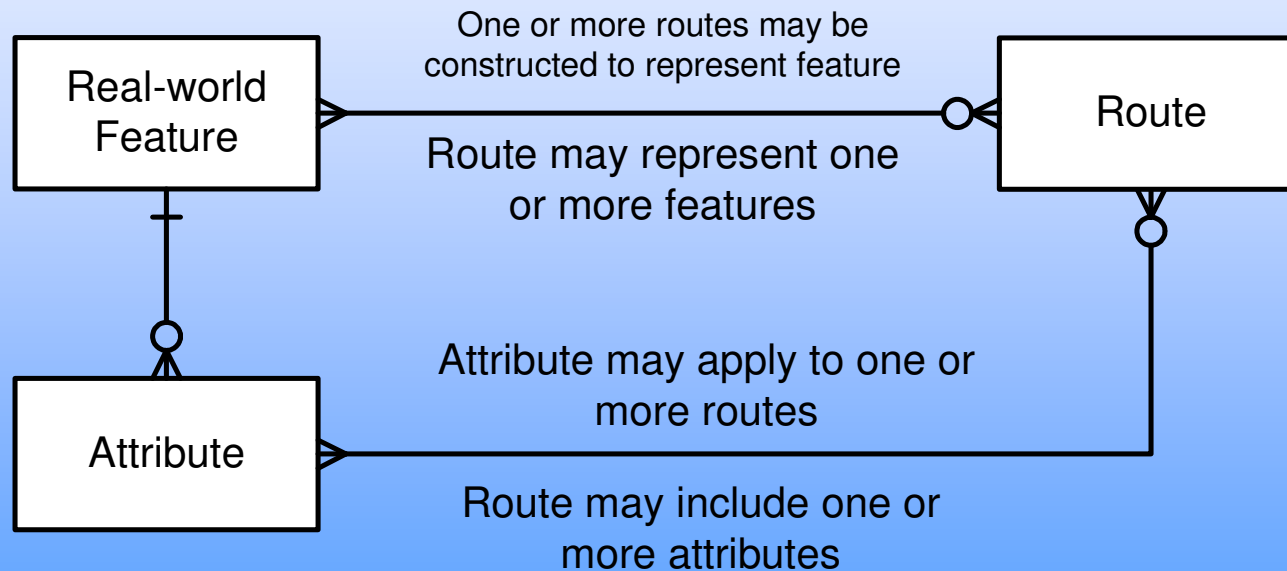 One or more routes may be
constructed to represent feature
Real-world
Feature
Route
Route may represent one
or more features
Attribute may apply to one or
more routes
Attribute
Route may include one or
more attributes